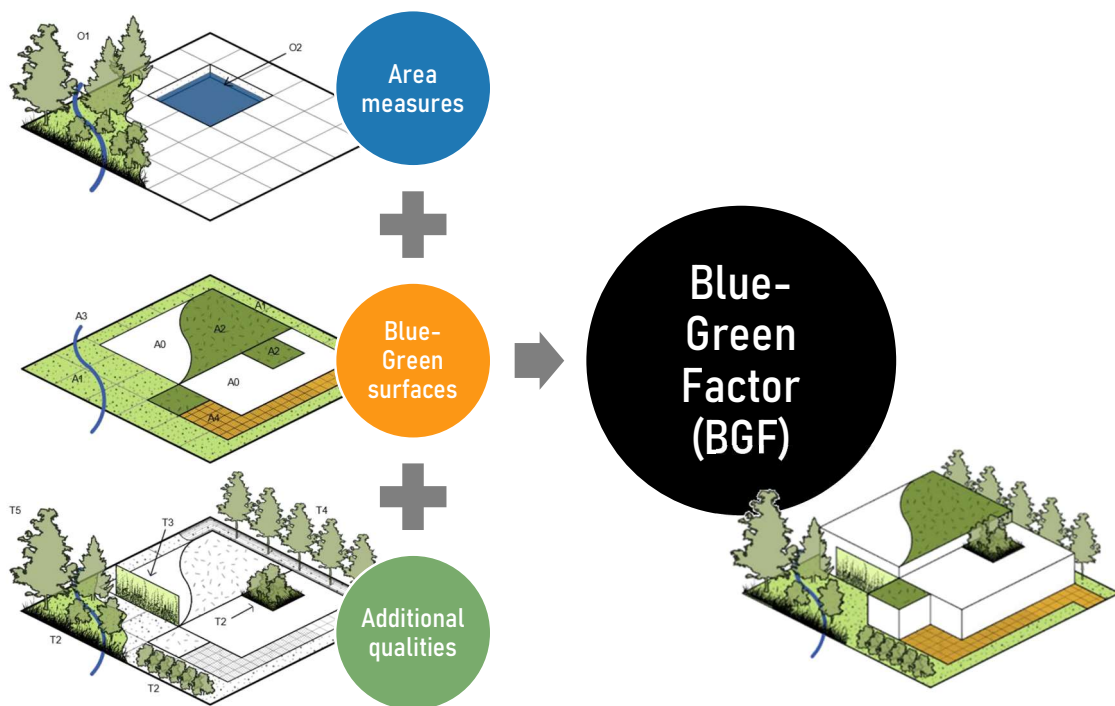 O1
O2
Area
measures
A3
A1
A2
A0
A2
A1
A0
A4
Blue-
Green
surfaces
T5
T3
T4
T2
T2
T2
Additional
qualities
Blue-
Green
Factor
(BGF)